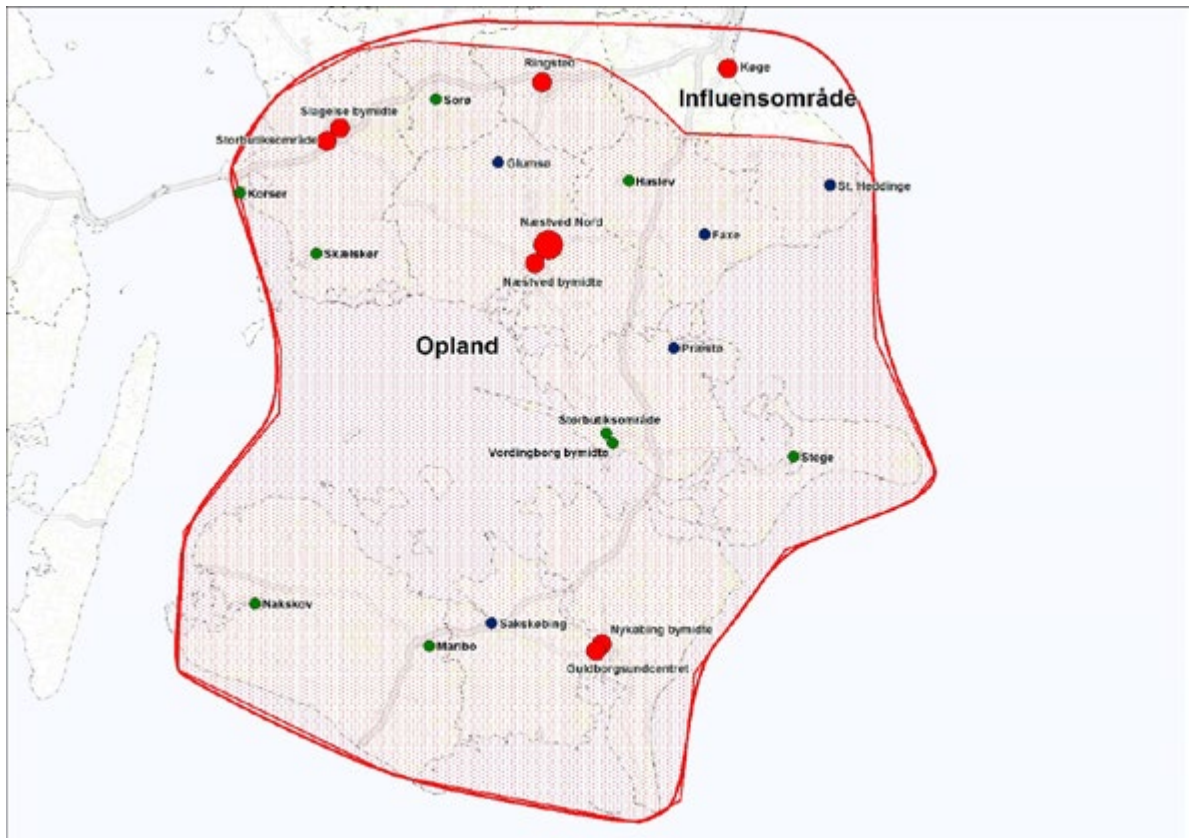 Ringsted
Køge
Influensområde
Sorø
Slagelse bymidte
Storbutiksområde
Glumsø
Haslev
St. Heddinge
Korsør
Næstved Nord
Faxe
Skælskør
Næstved bymidte
Opland
Præstø
Storbutiksområde
Vordingborg bymidte
Stege
Nakskov
Sakskøbing
Nykøbing bymidte
Maribo
Guldborgsundcentret